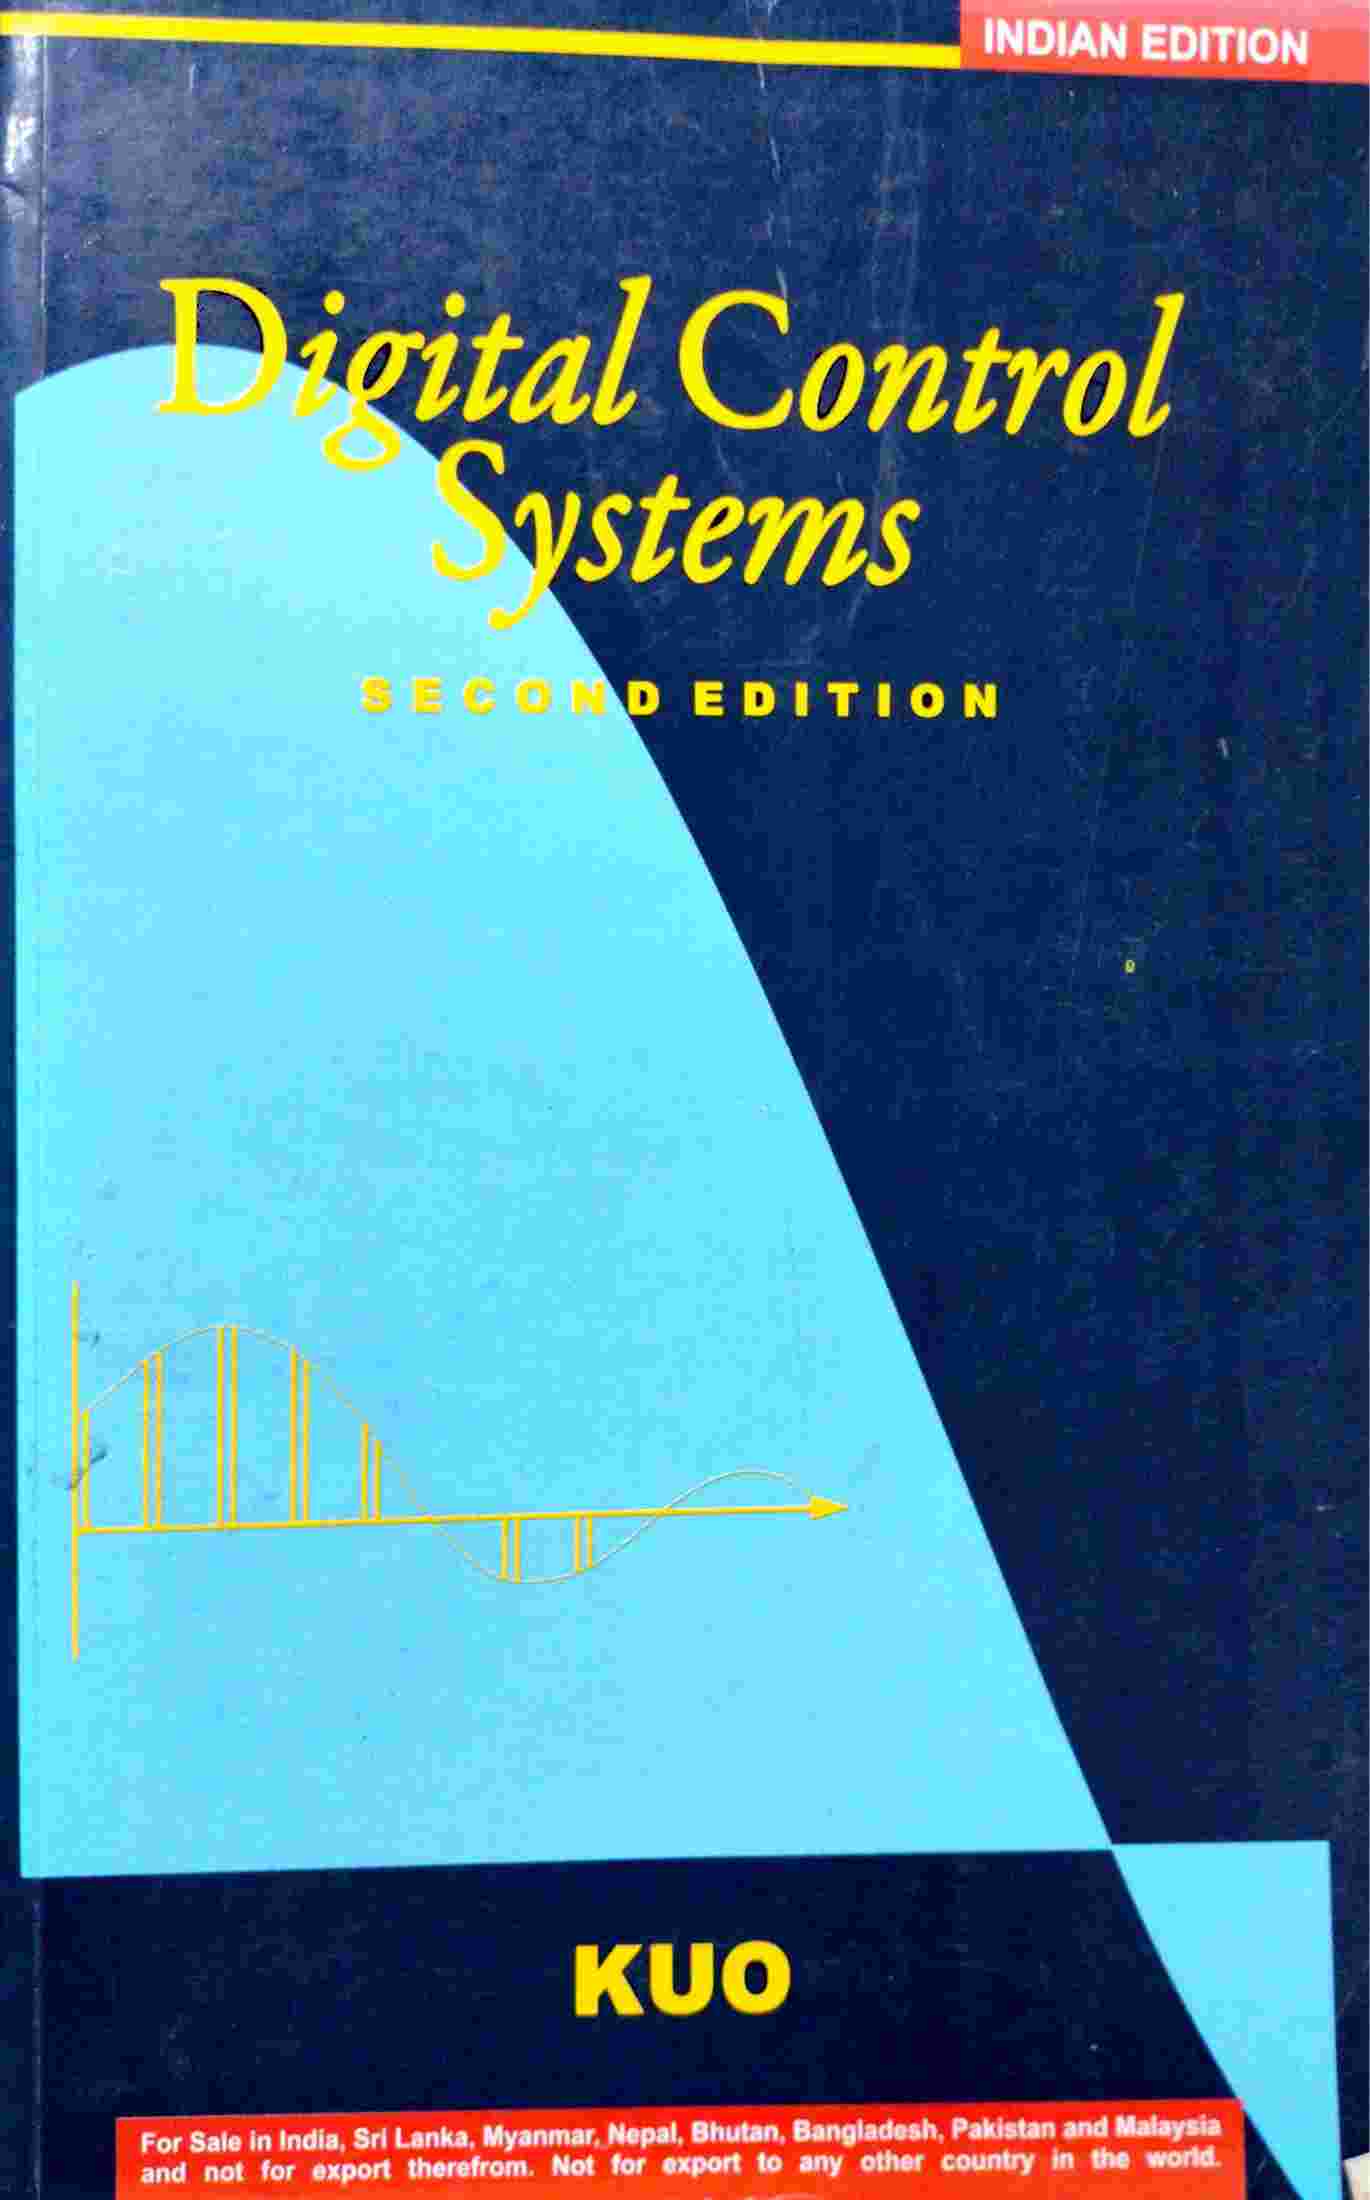 INDIAN EDITION
Digital Control
Systems
SECOND EDITION
KUO
For Sale in India, Sri Lanka, Myanmar, Nepal, Bhutan, Bangladesh, Pakistan and Malaysia
and not for export therefrom. Not for export to any other country in the world.